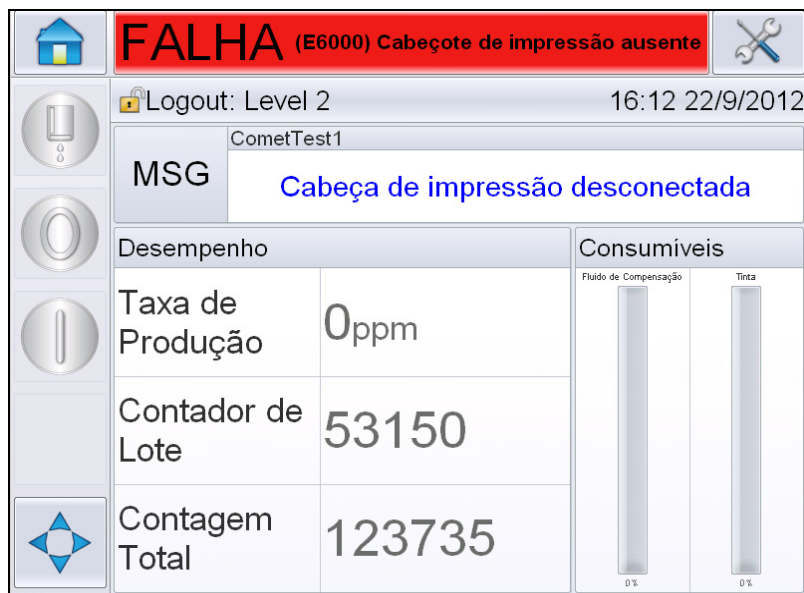 FALHA (E6000) Cabeçote de impressão ausente
Logout: Level 2
16:12 22/9/2012
CometTest1
MSG
Cabeça de impressão desconectada
Desempenho
Consumíveis
Taxa de
Produção
0ppm
Contador de
Lote
53150
Contagem
Total
123735
Fluido de Compensação
Tinta
0%
0%